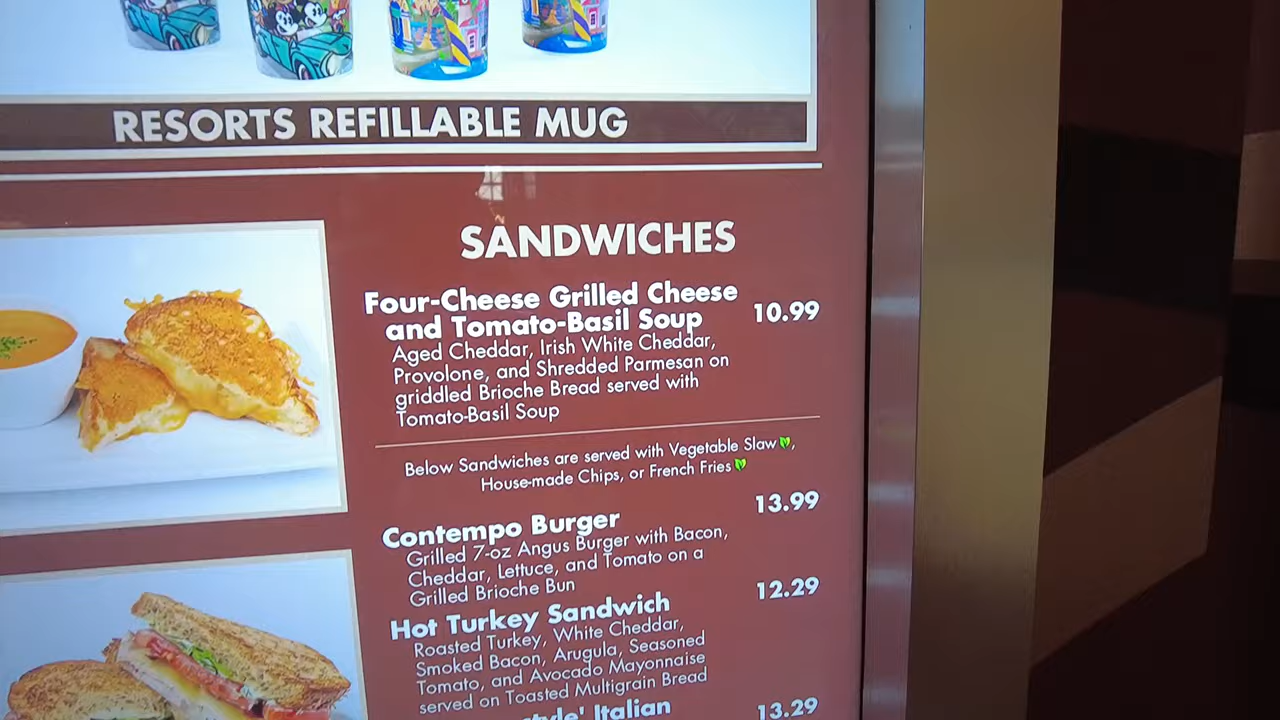 RESORTS REFILLABLE MUG
SANDWICHES
Four-Cheese Grilled Cheese
and Tomato-Basil Soup 10.99
Aged Cheddar, Irish White Cheddar,
Provolone, and Shredded Parmesan on
griddled Brioche Bread served with
Tomato-Basil Soup
Below Sandwiches are served with Vegetable Slaw,
House-made Chips, or French Fries
Contempo Burger 13.99
Grilled 7-oz Angus Burger with Bacon,
Cheddar, Lettuce, and Tomato on a
Grilled Brioche Bun
Hot Turkey Sandwich 12.29
Roasted Turkey, White Cheddar,
Smoked Bacon, Arugula, Seasoned
Tomato, and Avocado Mayonnaise
served on Toasted Multigrain Bread
Italian 13.29